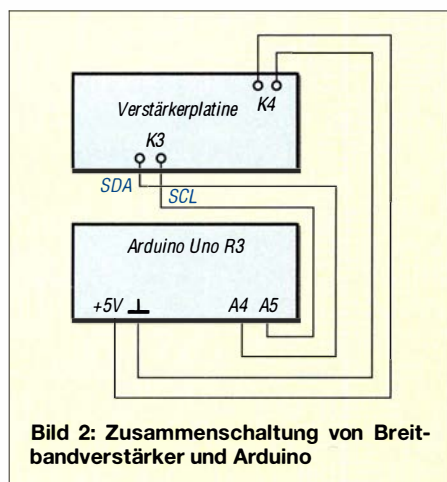 K4
Verstärkerplatine
K3
SDA
SCL
Arduino Uno R3
+5V A4 A5
Bild 2: Zusammenschaltung von Breit-
bandverstärker und Arduino